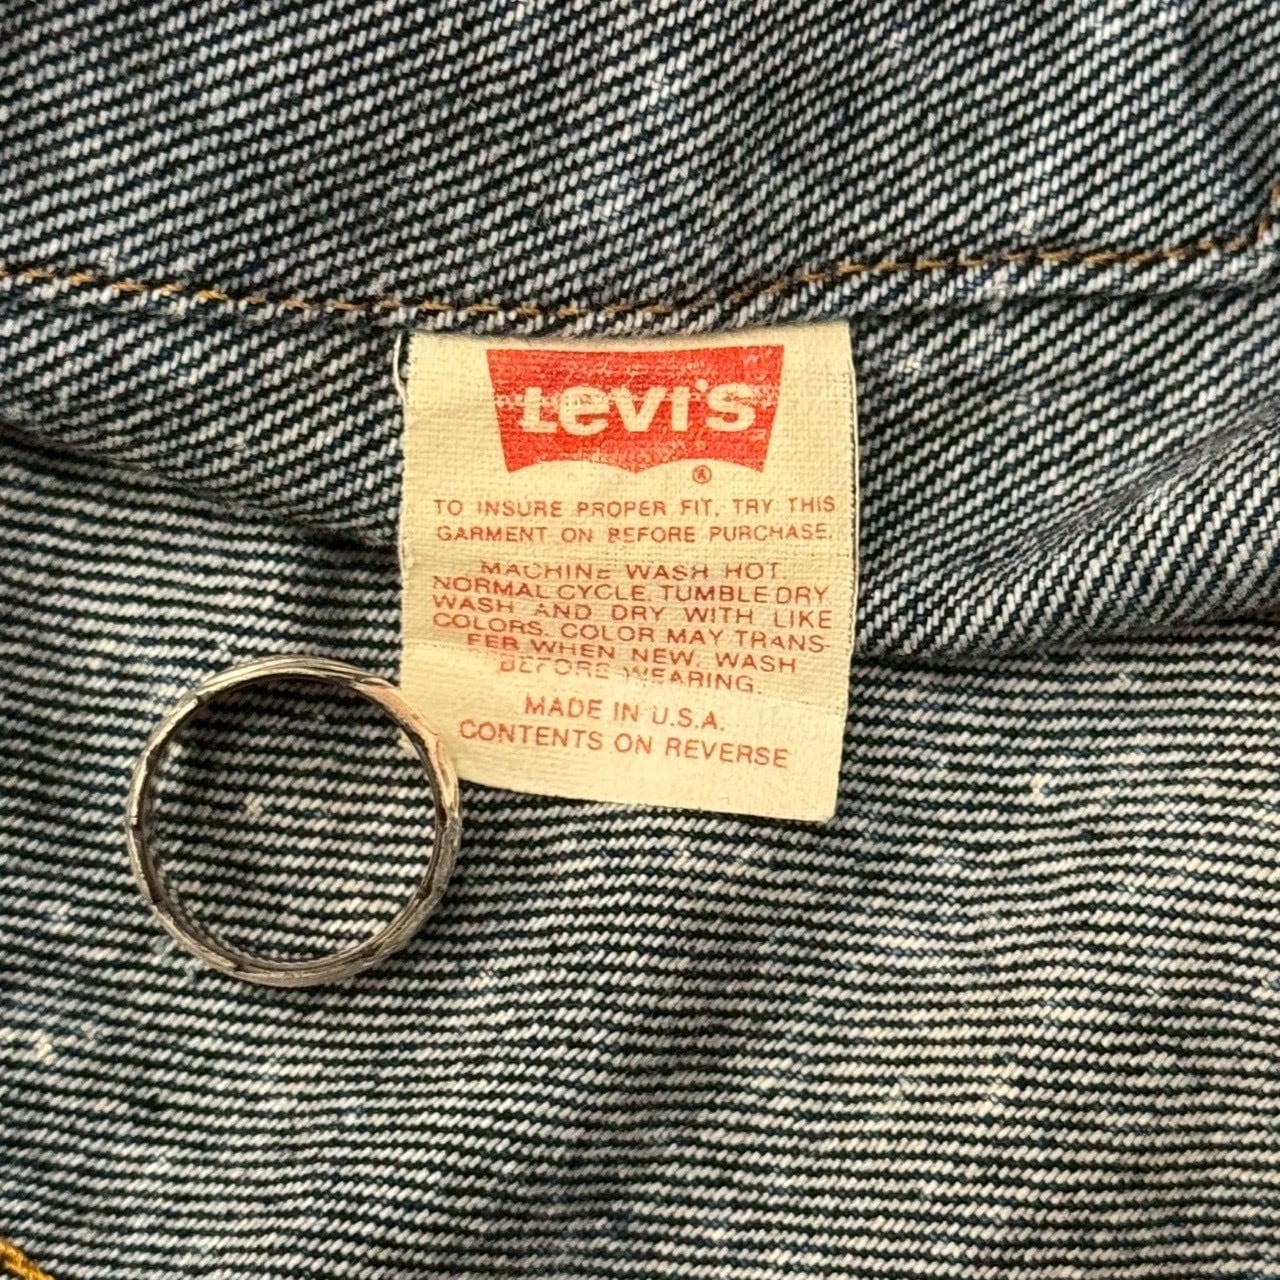 Levi's
®
TO INSURE PROPER FIT, TRY THIS
GARMENT ON BEFORE PURCHASE.
MACHINE WASH HOT
NORMAL CYCLE, TUMBLE DRY
WASH AND DRY WITH LIKE
COLORS. COLOR MAY TRANS-
FER WHEN NEW. WASH
BEFORE WEARING.
MADE IN U.S.A.
CONTENTS ON REVERSE